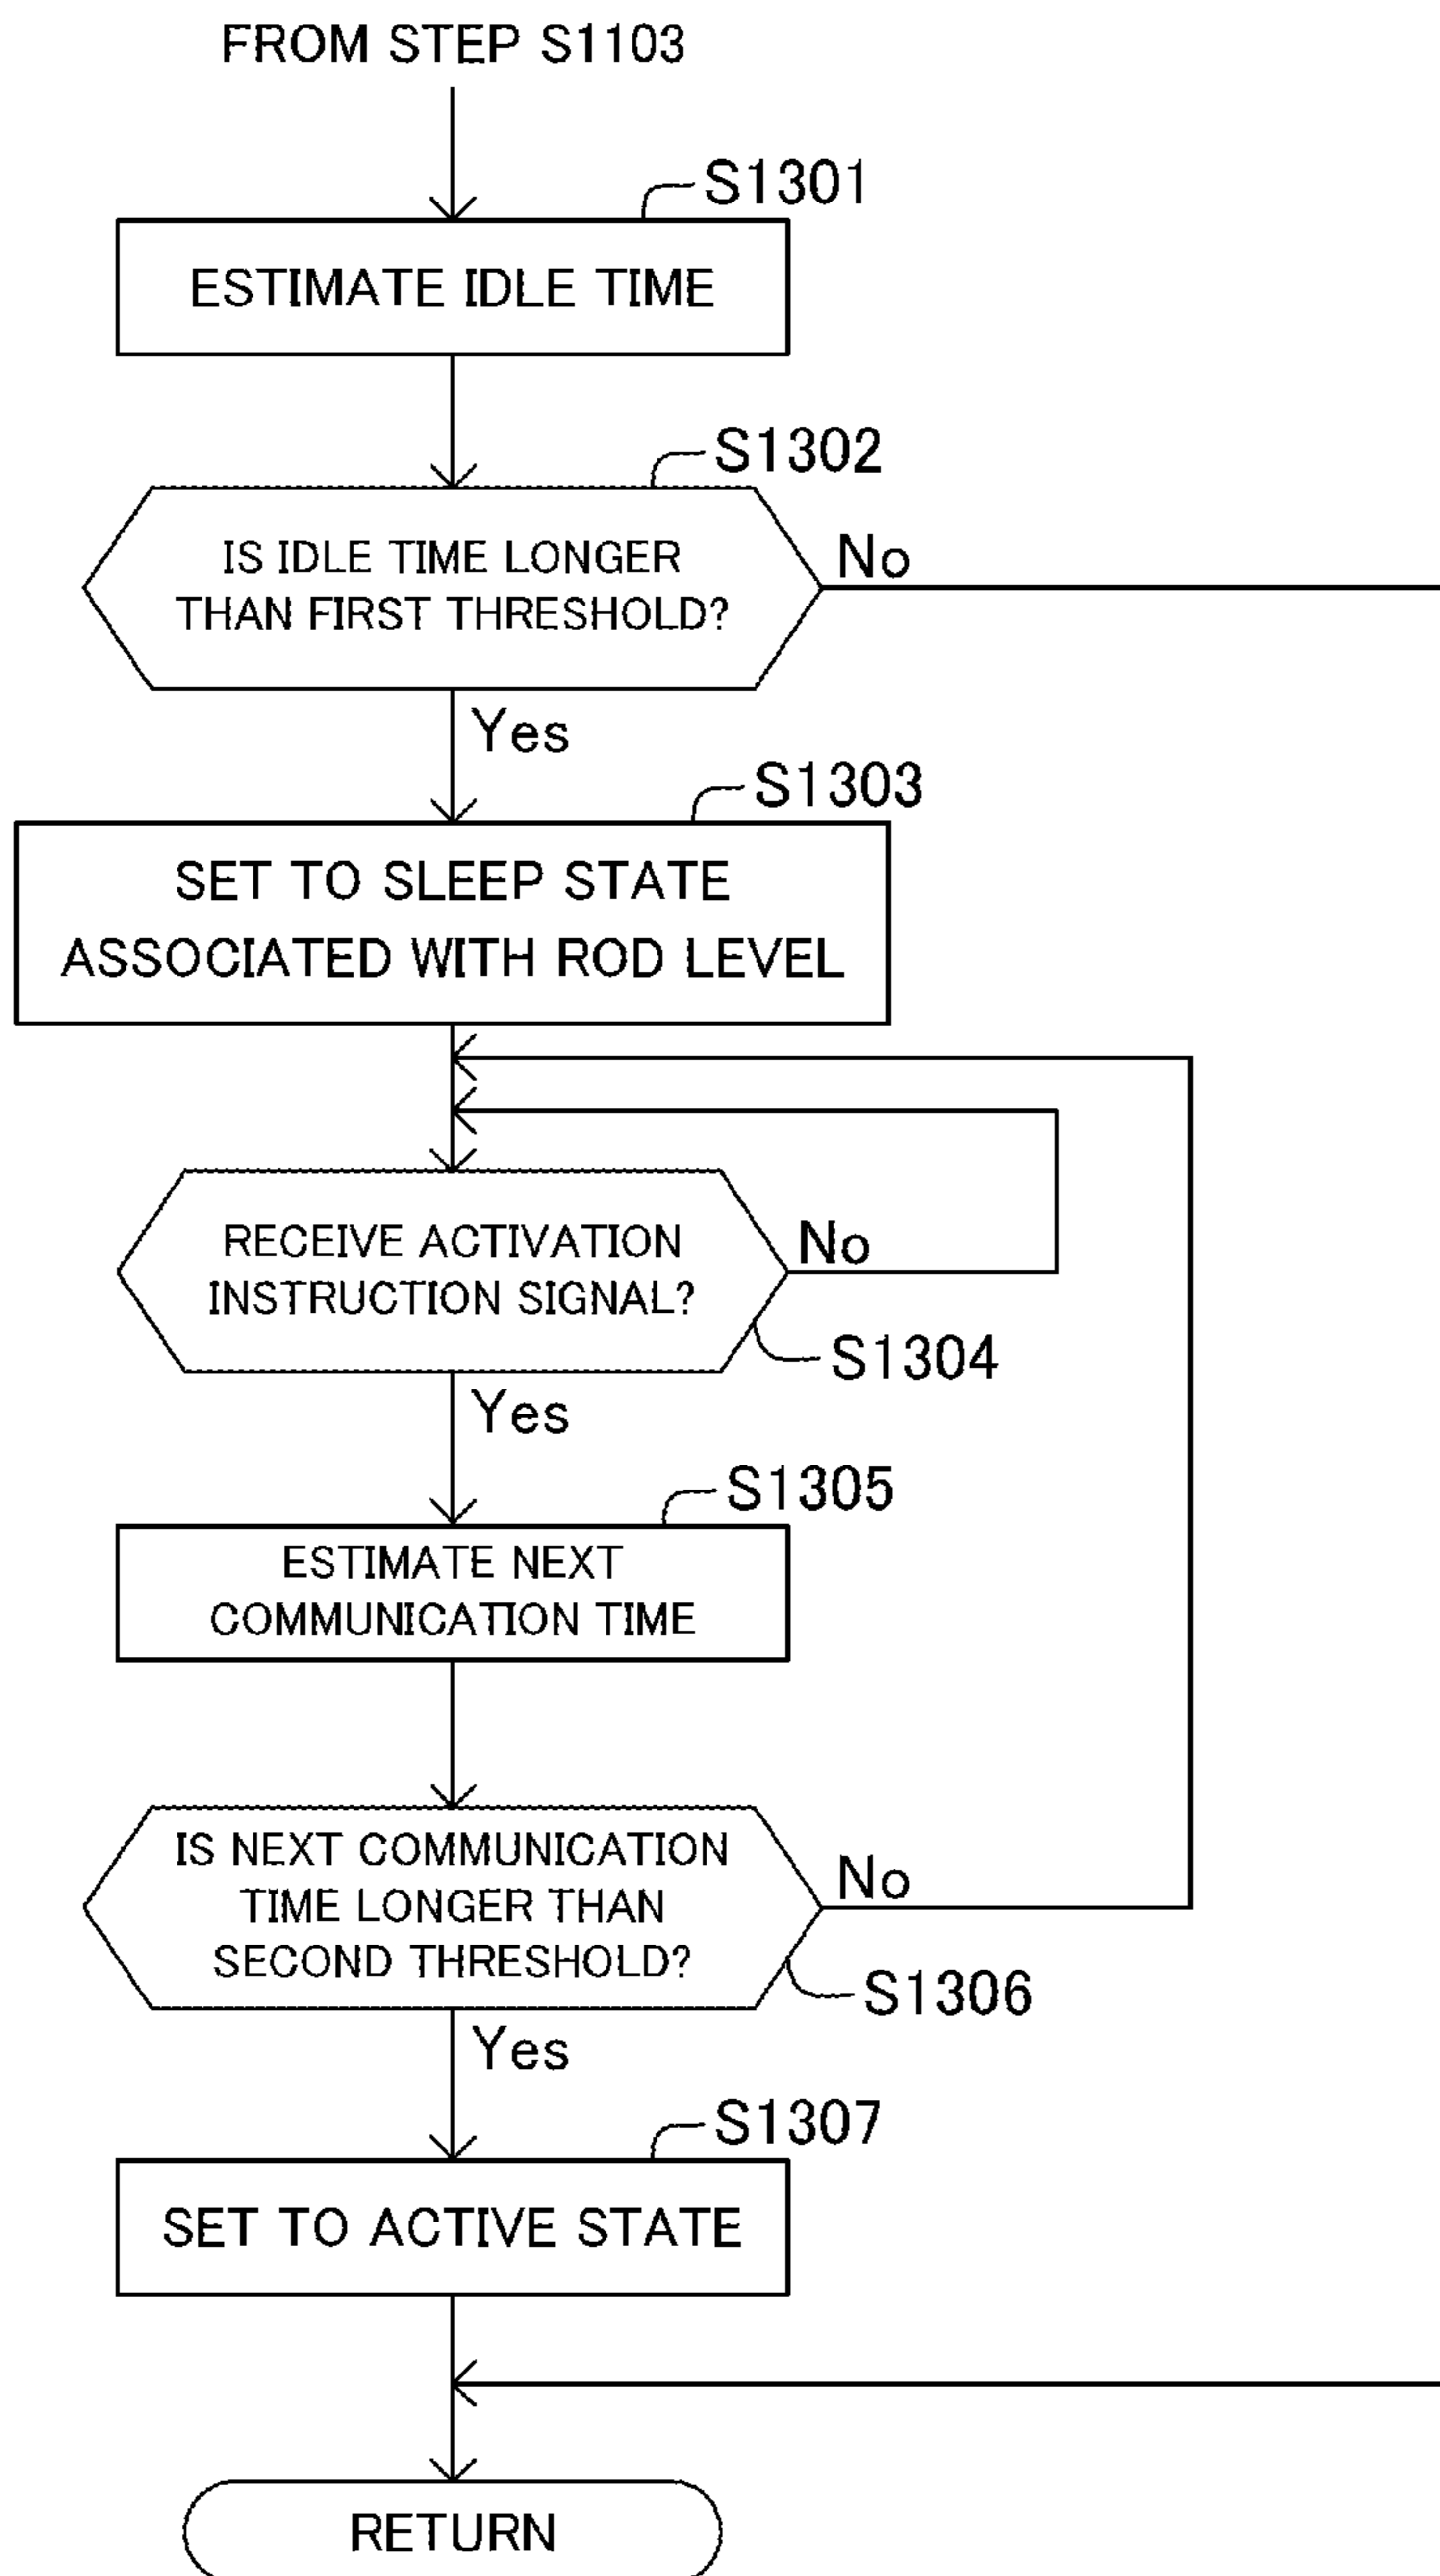 FROM STEP S1103
S1301
ESTIMATE IDLE TIME
S1302
IS IDLE TIME LONGER
THAN FIRST THRESHOLD?
No
Yes
S1303
SET TO SLEEP STATE
ASSOCIATED WITH ROD LEVEL
RECEIVE ACTIVATION
INSTRUCTION SIGNAL?
No
S1304
Yes
S1305
ESTIMATE NEXT
COMMUNICATION TIME
IS NEXT COMMUNICATION
TIME LONGER THAN
SECOND THRESHOLD?
No
S1306
Yes
S1307
SET TO ACTIVE STATE
RETURN